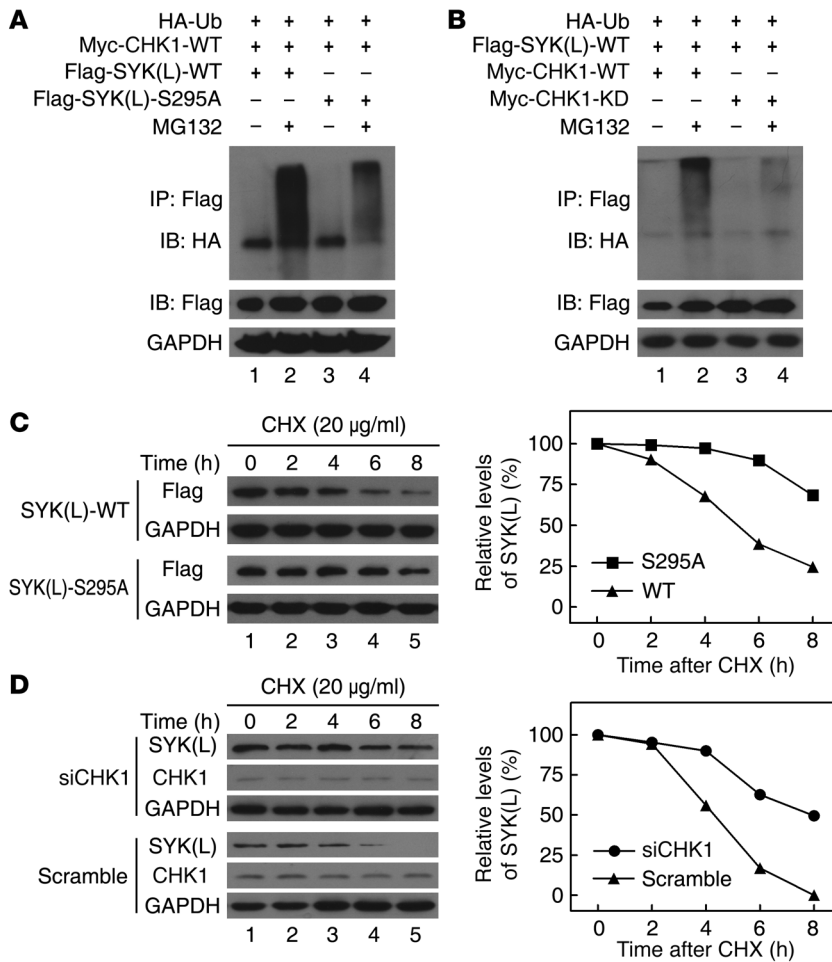 A
HA-Ub + + + +
Myc-CHK1-WT + + + +
Flag-SYK(L)-WT + + – –
Flag-SYK(L)-S295A – – + +
MG132 – + – +
IP: Flag
IB: HA
IB: Flag
GAPDH
1 2 3 4
B
HA-Ub + + + +
Flag-SYK(L)-WT + + + +
Myc-CHK1-WT + + – –
Myc-CHK1-KD – – + +
MG132 – + – +
IP: Flag
IB: HA
IB: Flag
GAPDH
1 2 3 4
C
CHX (20 µg/ml)
Time (h) 0 2 4 6 8
SYK(L)-WT
Flag
GAPDH
SYK(L)-S295A
Flag
GAPDH
1 2 3 4 5
Relative levels
of SYK(L) (%)
100
75
50
25
0
S295A
WT
0 2 4 6 8
Time after CHX (h)
D
CHX (20 µg/ml)
Time (h) 0 2 4 6 8
siCHK1
SYK(L)
CHK1
GAPDH
Scramble
SYK(L)
CHK1
GAPDH
1 2 3 4 5
Relative levels
of SYK(L) (%)
100
75
50
25
0
siCHK1
Scramble
0 2 4 6 8
Time after CHX (h)